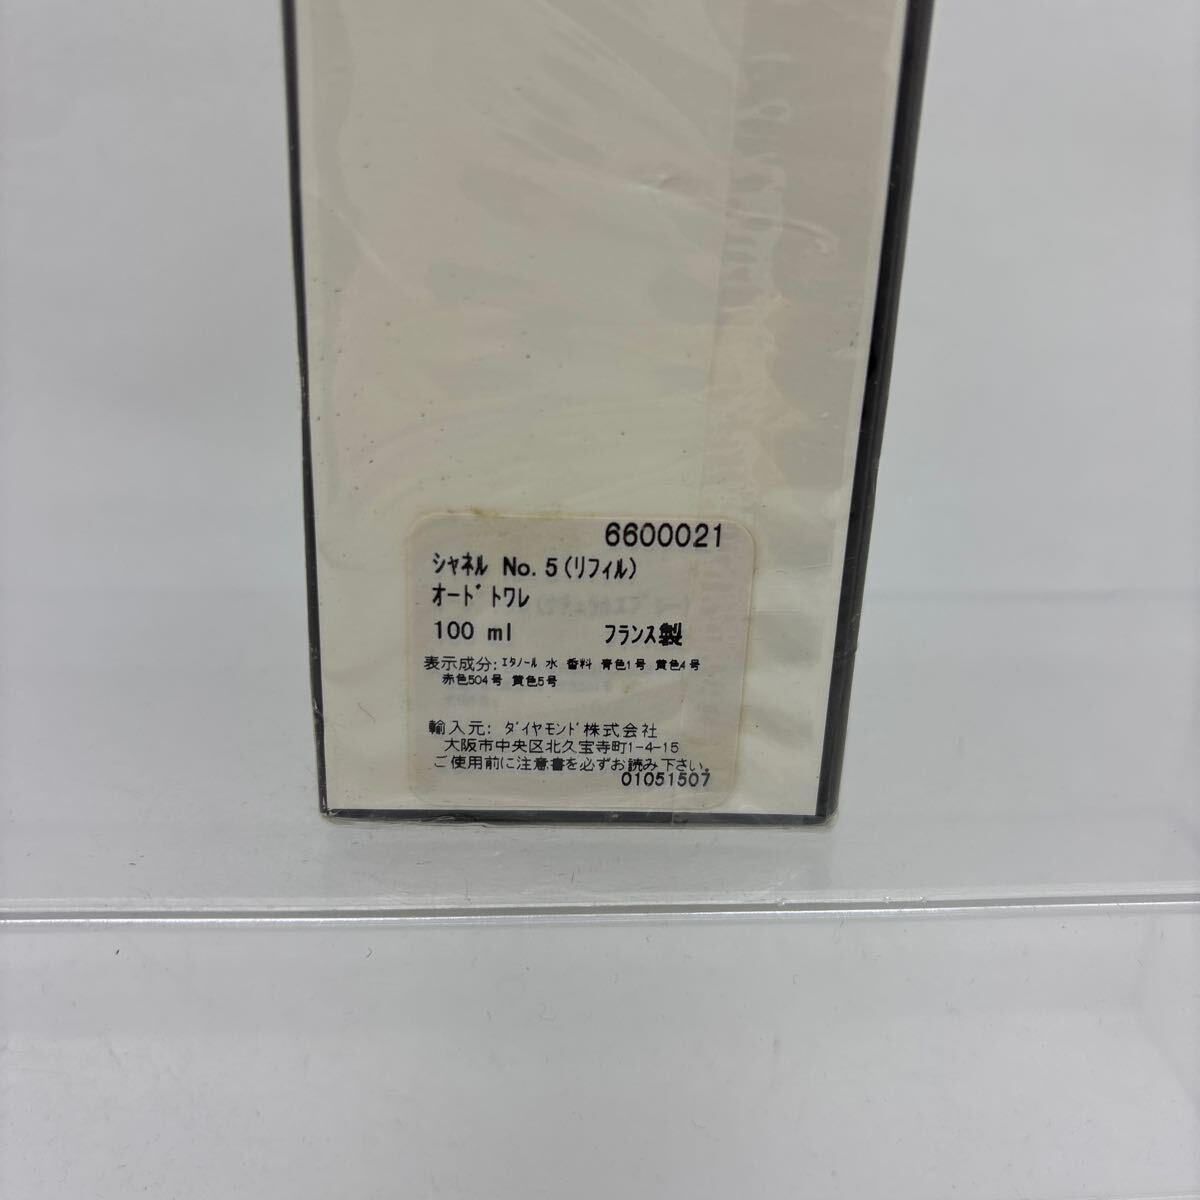 6600021
シャネル No.5(リフィル)
オードトワレ
100 ml フランス製
表示成分: エタノール 水 香料 青色1号 黄色4号
赤色504号 黄色5号
輸入元: ダイヤモンド株式会社
大阪市中央区北久宝寺町1-4-15
ご使用前に注意書を必ずお読み下さい。
01051507